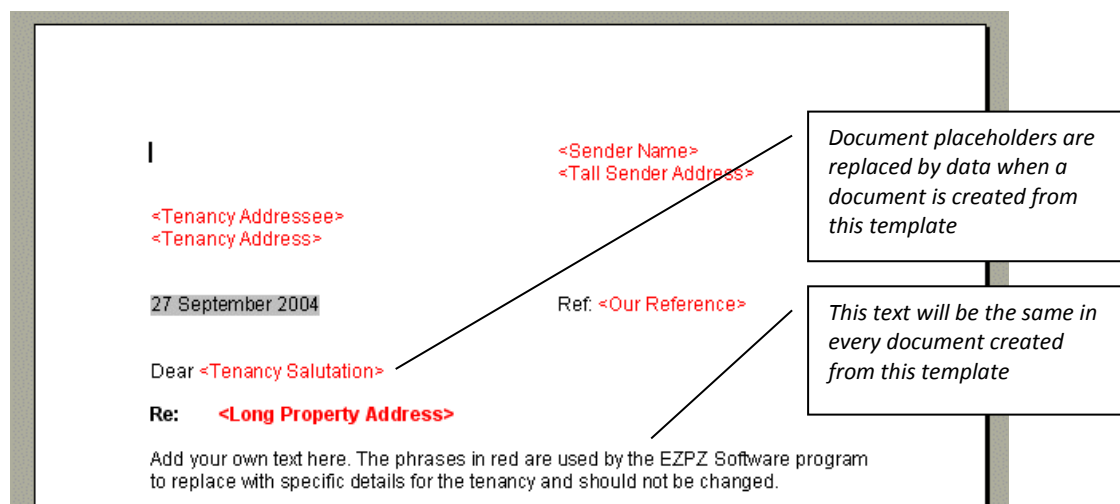 <Sender Name>
<Tall Sender Address>
<Tenancy Addressee>
<Tenancy Address>
27 September 2004
Ref: <Our Reference>
Dear <Tenancy Salutation>
Re: <Long Property Address>
Add your own text here. The phrases in red are used by the EZPZ Software program
to replace with specific details for the tenancy and should not be changed.
Document placeholders are
replaced by data when a
document is created from
this template
This text will be the same in
every document created
from this template